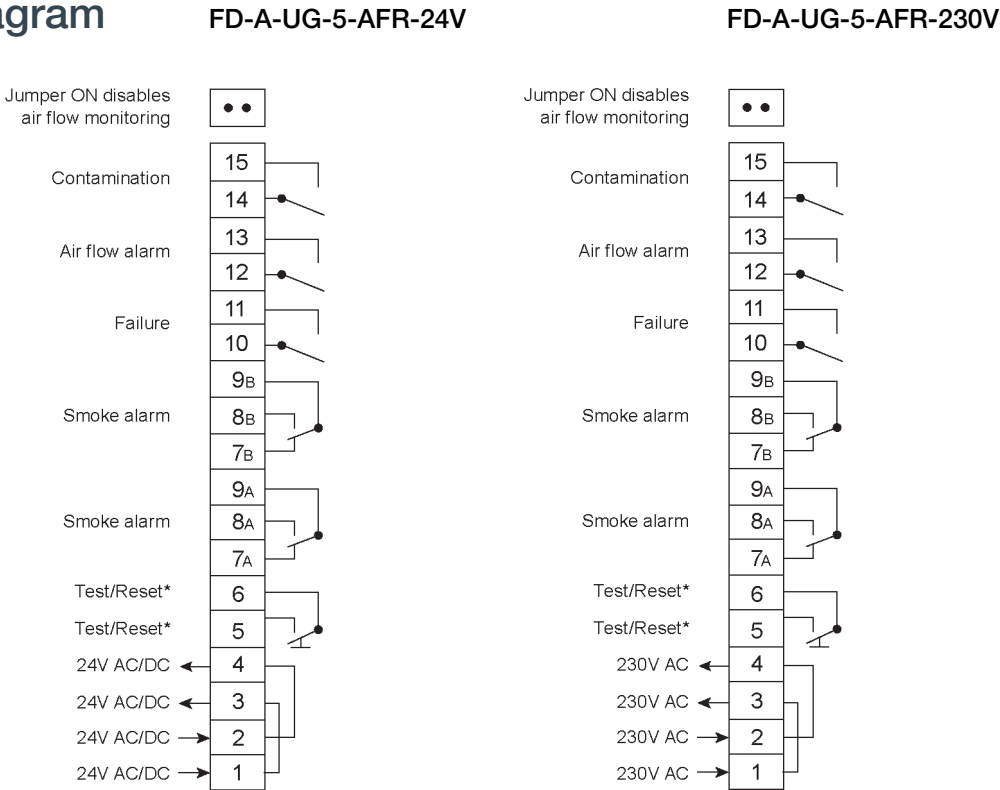 agram
FD-A-UG-5-AFR-24V
Jumper ON disables
air flow monitoring
15
Contamination
14
13
Air flow alarm
12
11
Failure
10
9B
Smoke alarm
8B
7B
9A
Smoke alarm
8A
7A
Test/Reset*
6
Test/Reset*
5
24V AC/DC
4
24V AC/DC
3
24V AC/DC
2
24V AC/DC
1
FD-A-UG-5-AFR-230V
Jumper ON disables
air flow monitoring
15
Contamination
14
13
Air flow alarm
12
11
Failure
10
9B
Smoke alarm
8B
7B
9A
Smoke alarm
8A
7A
Test/Reset*
6
Test/Reset*
5
230V AC
4
230V AC
3
230V AC
2
230V AC
1